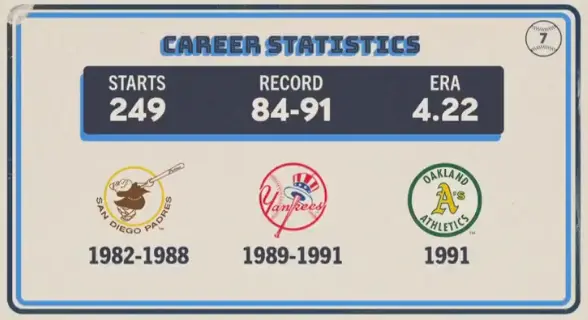 CAREER STATISTICS
7
STARTS RECORD ERA
249 84-91 4.22
SAN DIEGO PADRES
Yankees
OAKLAND
A's
ATHLETICS
TM
1982-1988 1989-1991 1991